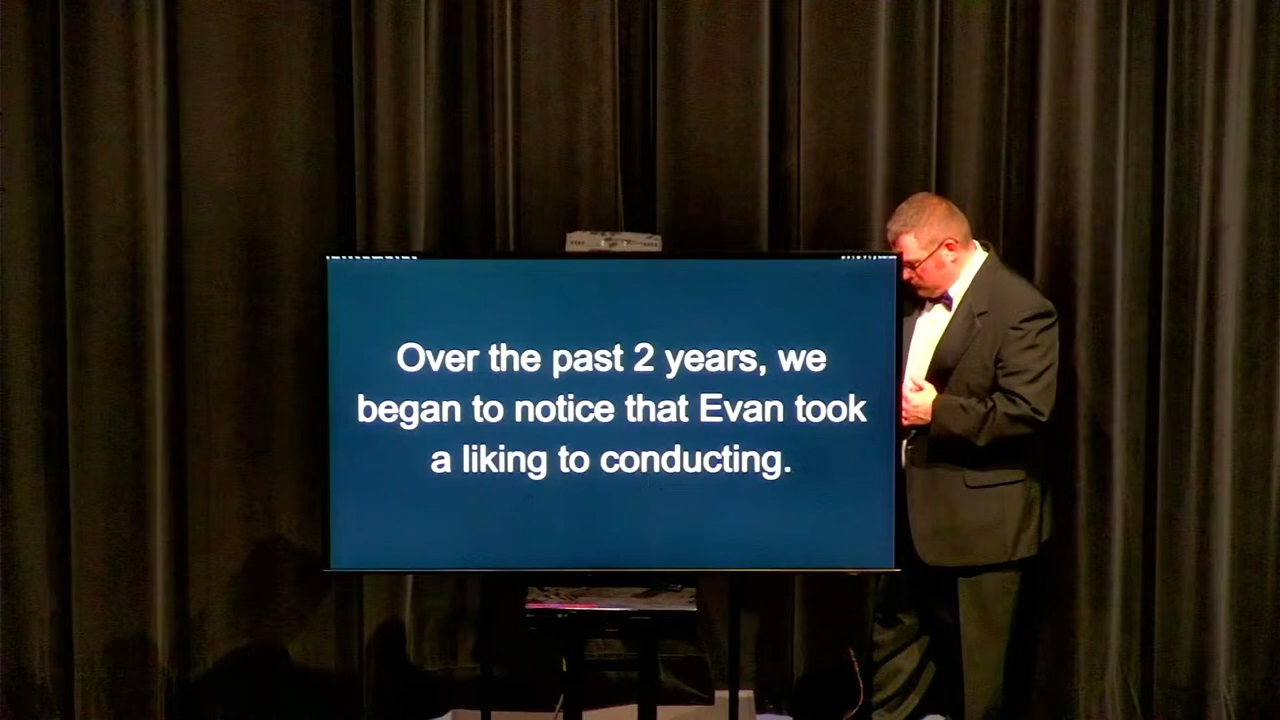 Over the past 2 years, we
began to notice that Evan took
a liking to conducting.